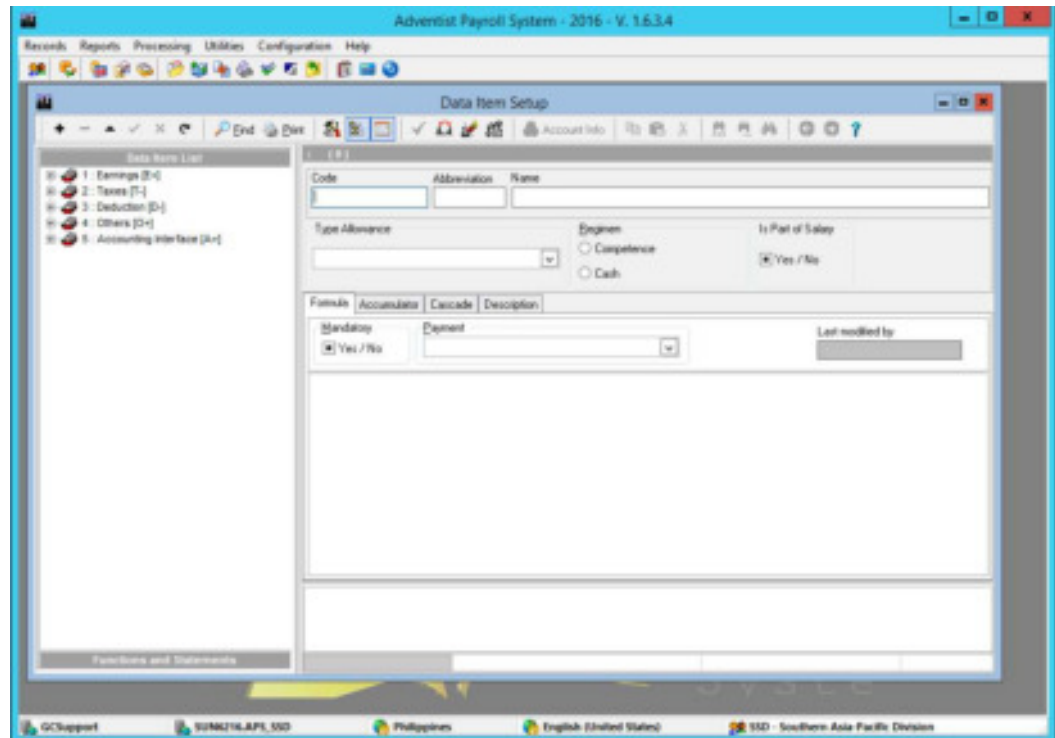 Adventist Payroll System - 2016 - V. 1.6.3.4
Records Reports Processing Utilities Configuration Help
Data Item Setup
Find Print Account Info
Data Item List
1 : Earnings [E+]
2 : Taxes [T-]
3 : Deduction [D-]
4 : Others [O+]
5 : Accounting Interface [A+]
Code Abbreviation Name
Type Allowance Regimen Is Part of Salary
Competence
Yes / No
Cash
Formula Accumulator Cascade Description
Mandatory Payment Last modified by
Yes / No
Functions and Statements
GCSupport SUN6216.APS_SSD Philippines English (United States) SSD - Southern Asia Pacific Division